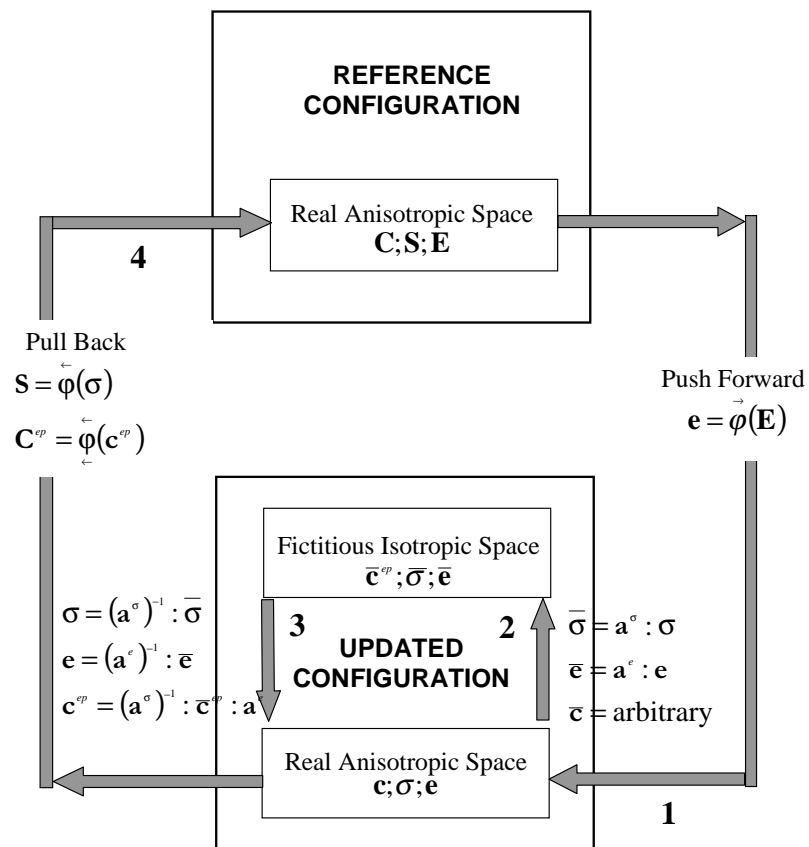 REFERENCE
CONFIGURATION
Real Anisotropic Space
C;S;E
4
Pull Back
S = φ⃖(σ)
C^{ep} = φ⃖(c^{ep})
Push Forward
e = φ⃗(E)
Fictitious Isotropic Space
c̄^{ep};σ̄;ē
σ = (a^σ)^{-1} : σ̄
e = (a^e)^{-1} : ē
c^{ep} = (a^σ)^{-1} : c̄^{ep} : a^e
3
UPDATED
CONFIGURATION
2
σ̄ = a^σ : σ
ē = a^e : e
c̄ = arbitrary
Real Anisotropic Space
c;σ;e
1